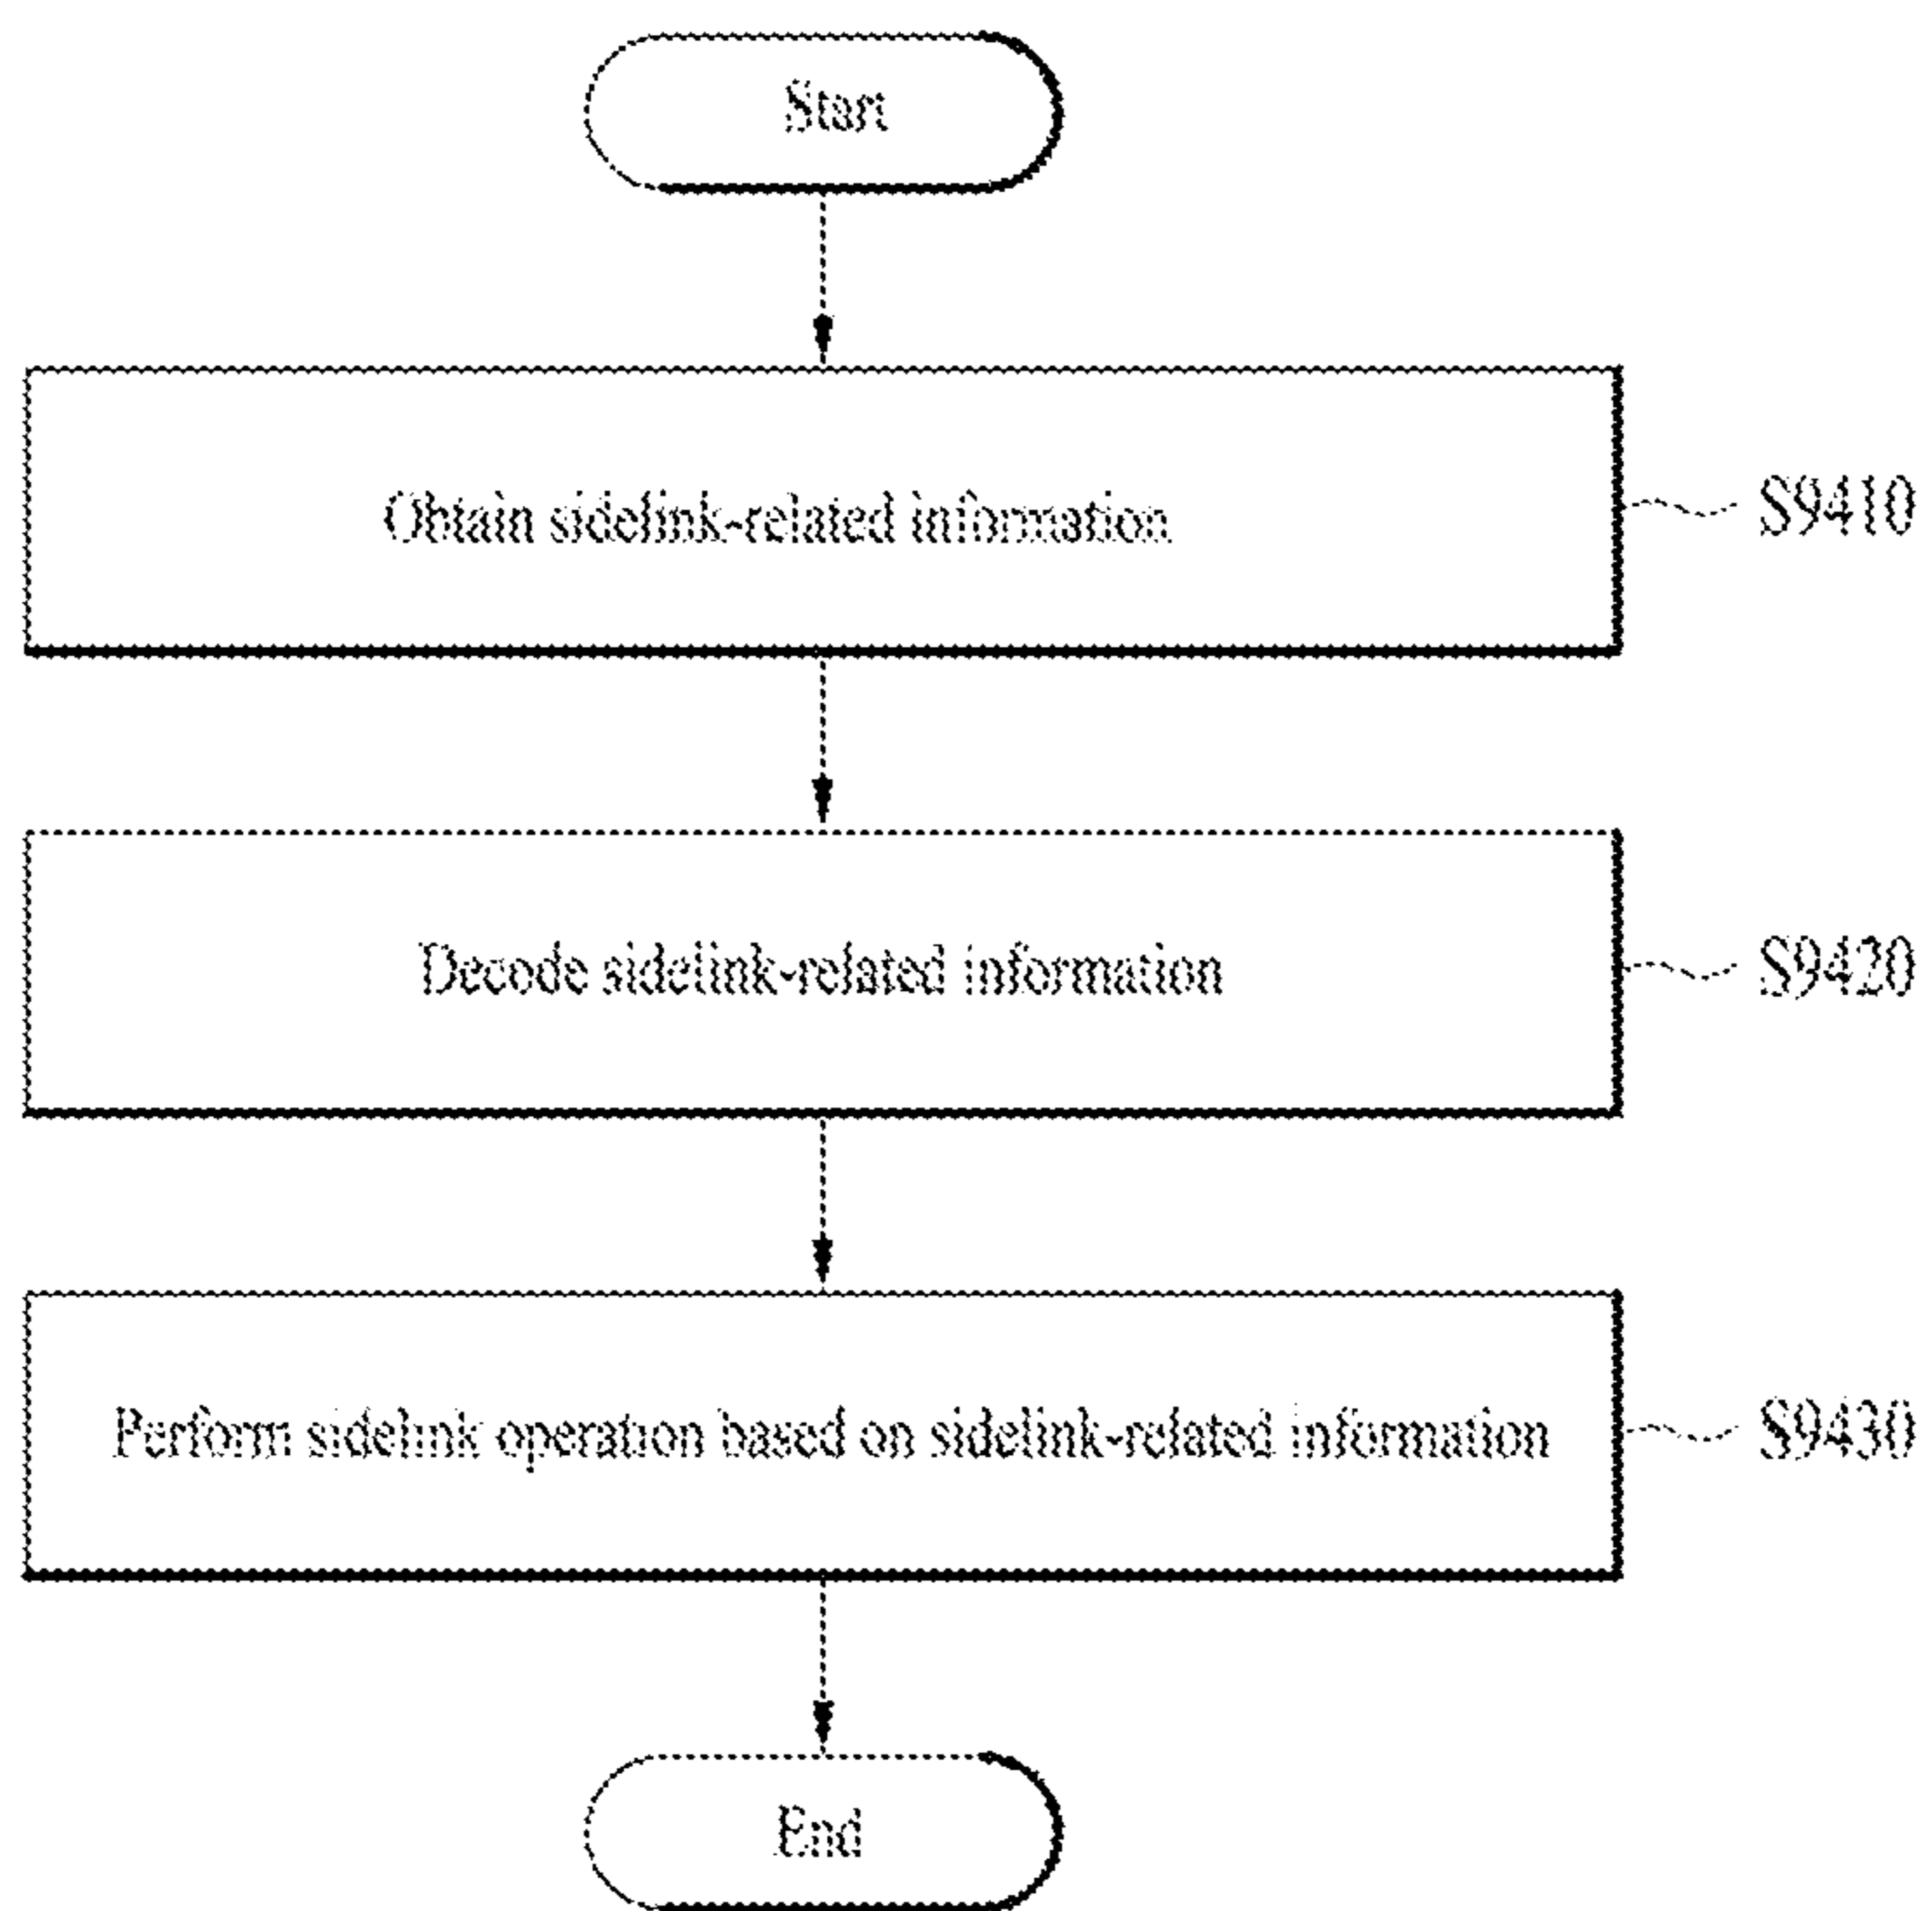 Start
Obtain sidelink-related information
S9410
Decode sidelink-related information
S9420
Perform sidelink operation based on sidelink-related information
S9430
End